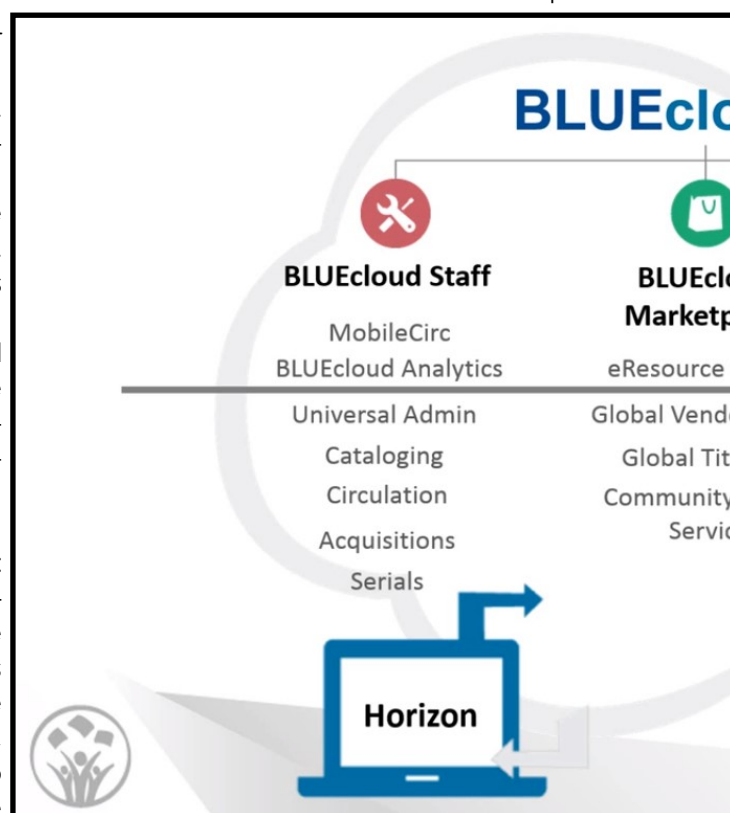 BLUEclo
BLUEcloud Staff
MobileCirc
BLUEcloud Analytics
Universal Admin
Cataloging
Circulation
Acquisitions
Serials
BLUEclo
Marketp
eResource
Global Vend
Global Tit
Community
Servic
Horizon